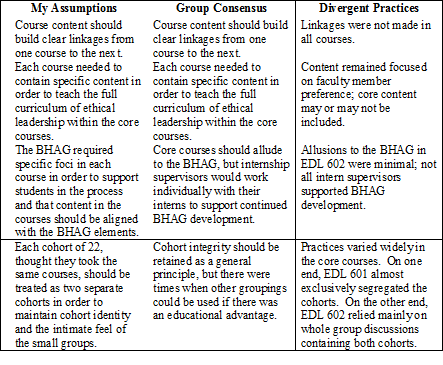 My Assumptions
Group Consensus
Divergent Practices
Course content should
build clear linkages from
one course to the next.
Each course needed to
contain specific content in
order to teach the full
curriculum of ethical
leadership within the core
courses.
The BHAG required
specific foci in each
course in order to support
students in the process
and that content in the
courses should be aligned
with the BHAG elements.
Course content should
build clear linkages from
one course to the next.
Each course needed to
contain specific content in
order to teach the full
curriculum of ethical
leadership within the core
courses.
Core courses should allude
to the BHAG, but internship
supervisors would work
individually with their
interns to support continued
BHAG development.
Linkages were not made in
all courses.
Content remained focused
on faculty member
preference; core content
may or may not be
included.
Allusions to the BHAG in
EDL 602 were minimal; not
all intern supervisors
supported BHAG
development.
Each cohort of 22,
thought they took the
same courses, should be
treated as two separate
cohorts in order to
maintain cohort identity
and the intimate feel of
the small groups.
Cohort integrity should be
retained as a general
principle, but there were
times when other groupings
could be used if there was
an educational advantage.
Practices varied widely in
the core courses. On one
end, EDL 601 almost
exclusively segregated the
cohorts. On the other end,
EDL 602 relied mainly on
whole group discussions
containing both cohorts.